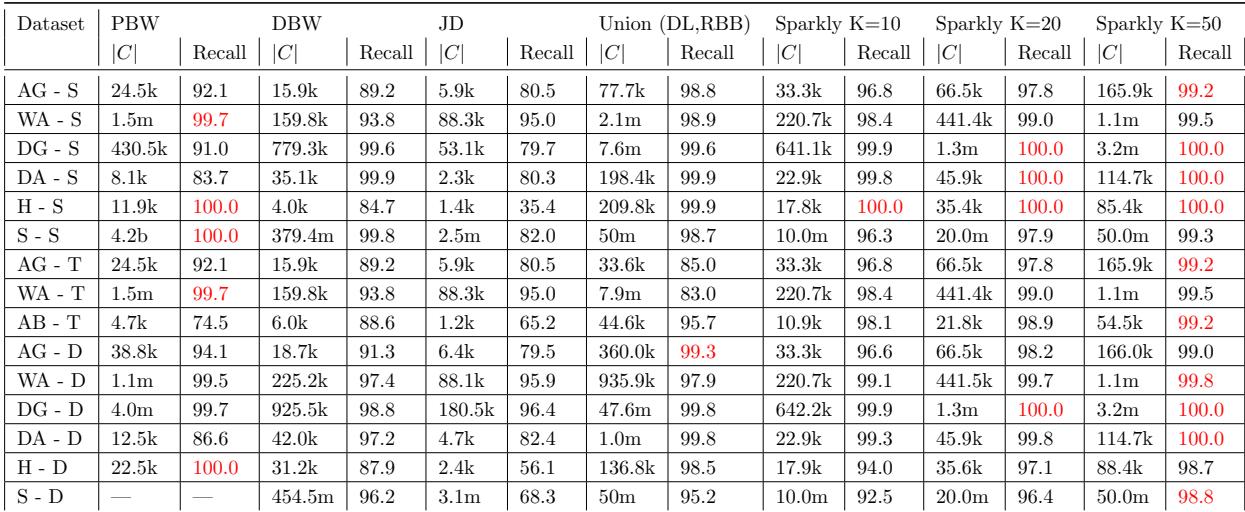 Dataset PBW DBW JD Union (DL,RBB) Sparkly K=10 Sparkly K=20 Sparkly K=50
|C| Recall |C| Recall |C| Recall |C| Recall |C| Recall |C| Recall |C| Recall
AG - S 24.5k 92.1 15.9k 89.2 5.9k 80.5 77.7k 98.8 33.3k 96.8 66.5k 97.8 165.9k 99.2
WA - S 1.5m 99.7 159.8k 93.8 88.3k 95.0 2.1m 98.9 220.7k 98.4 441.4k 99.0 1.1m 99.5
DG - S 430.5k 91.0 779.3k 99.6 53.1k 79.7 7.6m 99.6 641.1k 99.9 1.3m 100.0 3.2m 100.0
DA - S 8.1k 83.7 35.1k 99.9 2.3k 80.3 198.4k 99.9 22.9k 99.8 45.9k 100.0 114.7k 100.0
H - S 11.9k 100.0 4.0k 84.7 1.4k 35.4 209.8k 99.9 17.8k 100.0 35.4k 100.0 85.4k 100.0
S - S 4.2b 100.0 379.4m 99.8 2.5m 82.0 50m 98.7 10.0m 96.3 20.0m 97.9 50.0m 99.3
AG - T 24.5k 92.1 15.9k 89.2 5.9k 80.5 33.6k 85.0 33.3k 96.8 66.5k 97.8 165.9k 99.2
WA - T 1.5m 99.7 159.8k 93.8 88.3k 95.0 7.9m 83.0 220.7k 98.4 441.4k 99.0 1.1m 99.5
AB - T 4.7k 74.5 6.0k 88.6 1.2k 65.2 44.6k 95.7 10.9k 98.1 21.8k 98.9 54.5k 99.2
AG - D 38.8k 94.1 18.7k 91.3 6.4k 79.5 360.0k 99.3 33.3k 96.6 66.5k 98.2 166.0k 99.0
WA - D 1.1m 99.5 225.2k 97.4 88.1k 95.9 935.9k 97.9 220.7k 99.1 441.5k 99.7 1.1m 99.8
DG - D 4.0m 99.7 925.5k 98.8 180.5k 96.4 47.6m 99.8 642.2k 99.9 1.3m 100.0 3.2m 100.0
DA - D 12.5k 86.6 42.0k 97.2 4.7k 82.4 1.0m 99.8 22.9k 99.3 45.9k 99.8 114.7k 100.0
H - D 22.5k 100.0 31.2k 87.9 2.4k 56.1 136.8k 98.5 17.9k 94.0 35.6k 97.1 88.4k 98.7
S - D — — 454.5m 96.2 3.1m 68.3 50m 95.2 10.0m 92.5 20.0m 96.4 50.0m 98.8